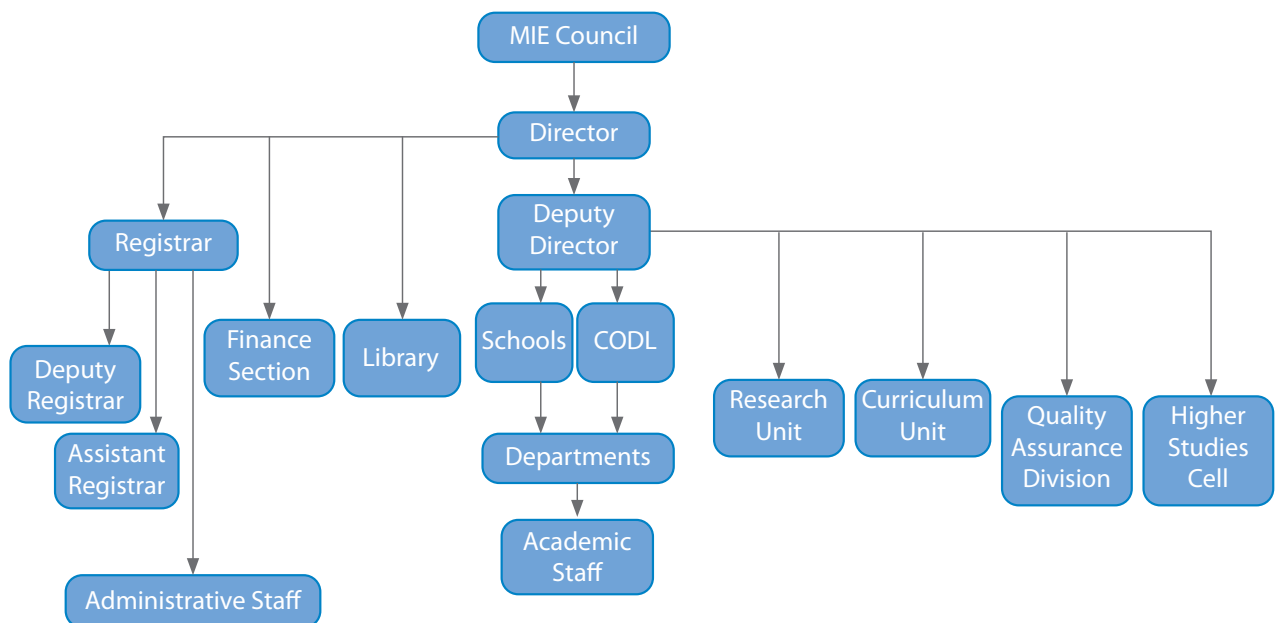 MIE Council
Director
Deputy
Director
Registrar
Schools
CODL
Finance
Section
Library
Deputy
Registrar
Research
Unit
Curriculum
Unit
Quality
Assurance
Division
Higher
Studies
Cell
Assistant
Registrar
Departments
Academic
Staff
Administrative Staff